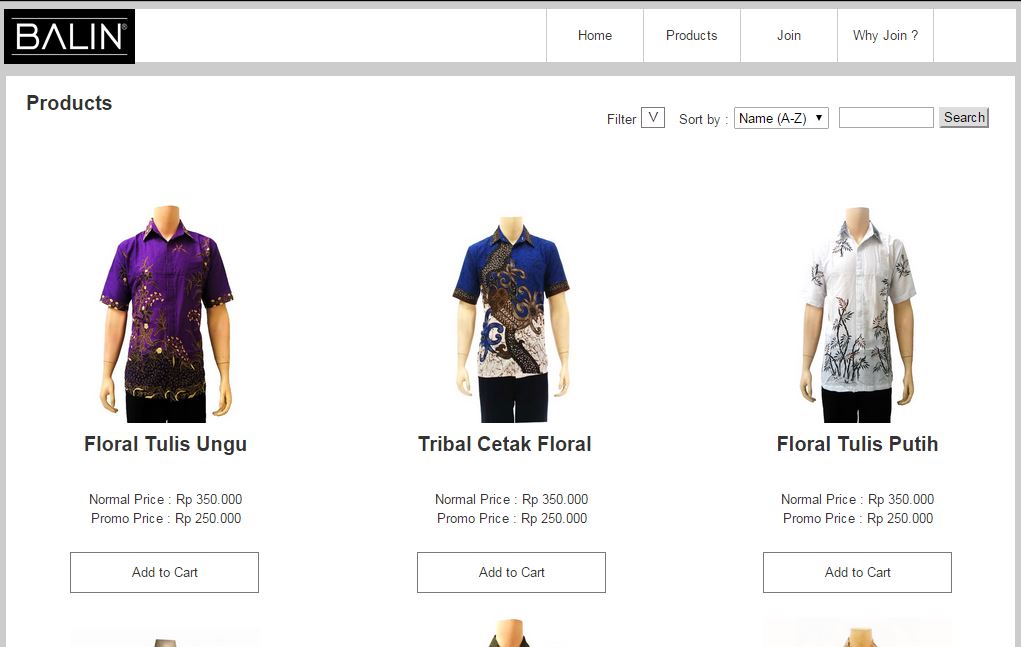 BALIN®
Home Products Join Why Join ?
Products
Filter V Sort by : Name (A-Z) ▼ Search
Floral Tulis Ungu Tribal Cetak Floral Floral Tulis Putih
Normal Price : Rp 350.000 Normal Price : Rp 350.000 Normal Price : Rp 350.000
Promo Price : Rp 250.000 Promo Price : Rp 250.000 Promo Price : Rp 250.000
Add to Cart Add to Cart Add to Cart